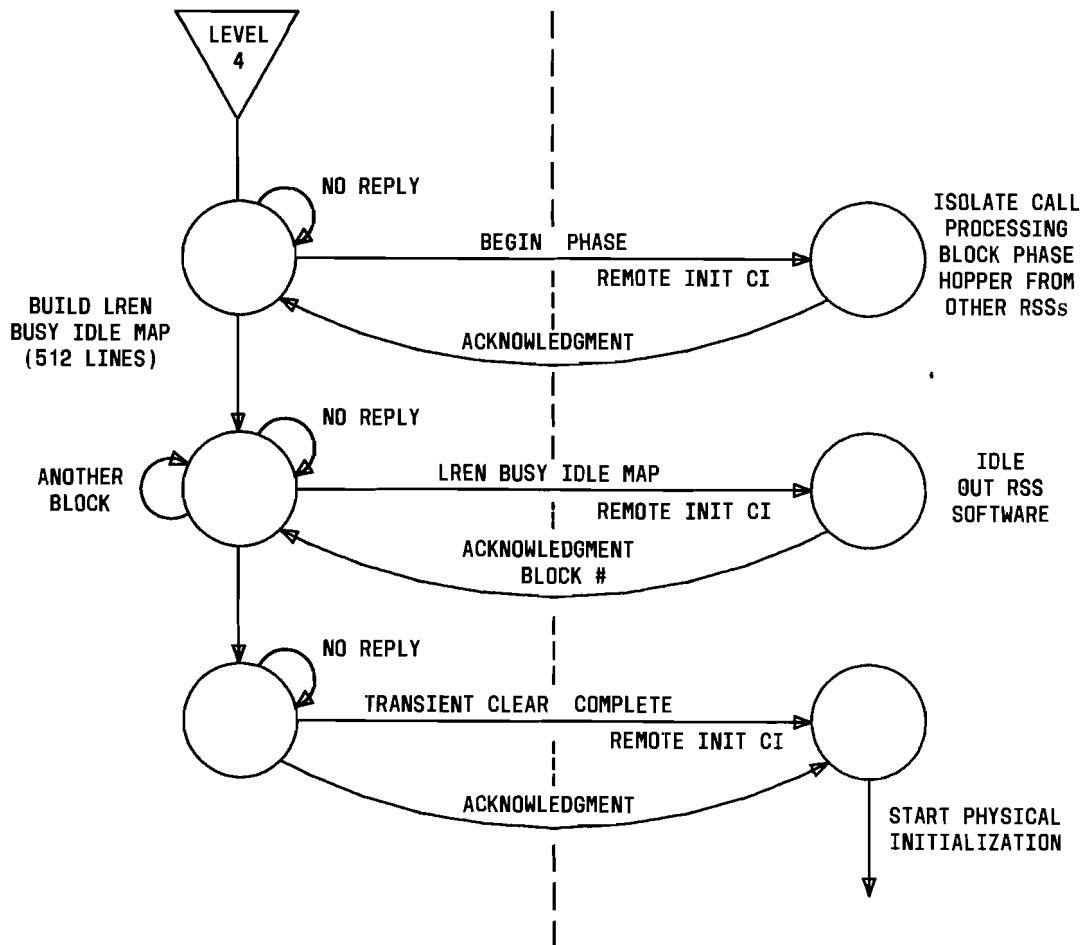 LEVEL
4
NO REPLY
BEGIN PHASE
REMOTE INIT CI
ISOLATE CALL
PROCESSING
BLOCK PHASE
HOPPER FROM
OTHER RSSs
BUILD LREN
BUSY IDLE MAP
(512 LINES)
ACKNOWLEDGMENT
NO REPLY
ANOTHER
BLOCK
LREN BUSY IDLE MAP
REMOTE INIT CI
IDLE
OUT RSS
SOFTWARE
ACKNOWLEDGMENT
BLOCK #
NO REPLY
TRANSIENT CLEAR COMPLETE
REMOTE INIT CI
ACKNOWLEDGMENT
START PHYSICAL
INITIALIZATION